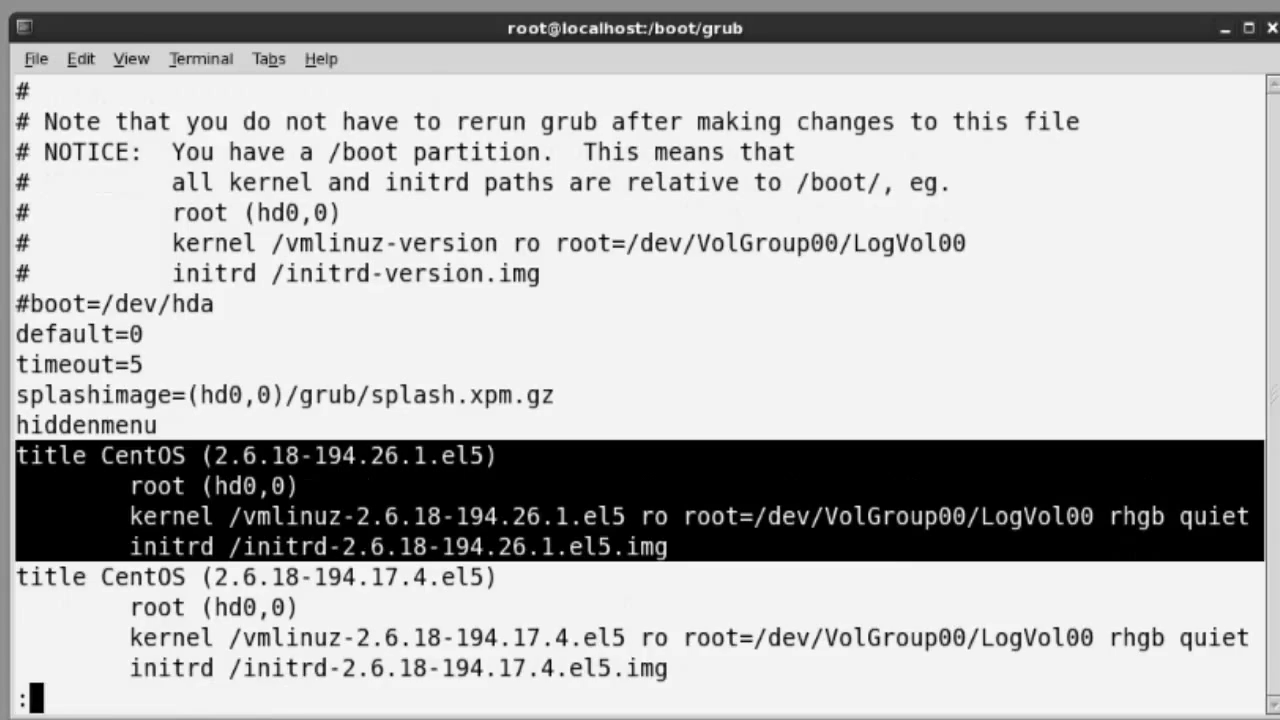 root@localhost:/boot/grub
File Edit View Terminal Tabs Help
#
# Note that you do not have to rerun grub after making changes to this file
# NOTICE:  You have a /boot partition.  This means that
#          all kernel and initrd paths are relative to /boot/, eg.
#          root (hd0,0)
#          kernel /vmlinuz-version ro root=/dev/VolGroup00/LogVol00
#          initrd /initrd-version.img
#boot=/dev/hda
default=0
timeout=5
splashimage=(hd0,0)/grub/splash.xpm.gz
hiddenmenu
title CentOS (2.6.18-194.26.1.el5)
        root (hd0,0)
        kernel /vmlinuz-2.6.18-194.26.1.el5 ro root=/dev/VolGroup00/LogVol00 rhgb quiet
        initrd /initrd-2.6.18-194.26.1.el5.img
title CentOS (2.6.18-194.17.4.el5)
        root (hd0,0)
        kernel /vmlinuz-2.6.18-194.17.4.el5 ro root=/dev/VolGroup00/LogVol00 rhgb quiet
        initrd /initrd-2.6.18-194.17.4.el5.img
: